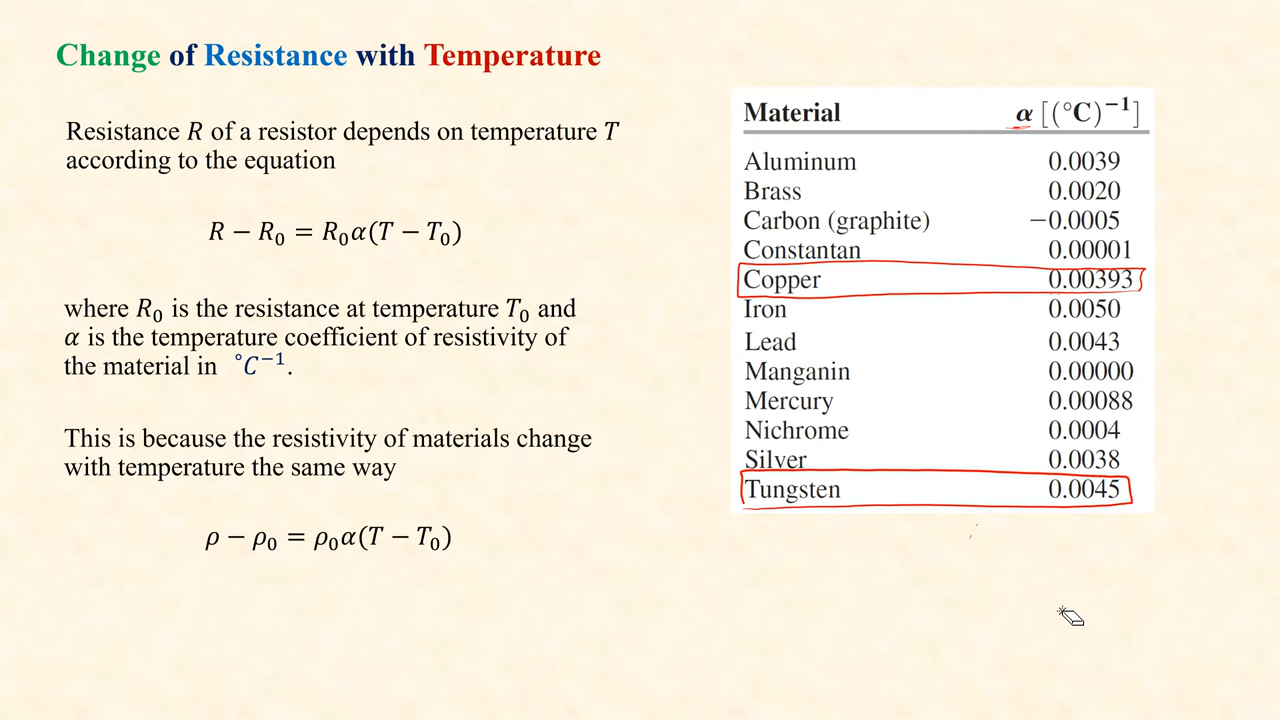 Change of Resistance with Temperature
Resistance R of a resistor depends on temperature T
according to the equation
R − R₀ = R₀α(T − T₀)
where R₀ is the resistance at temperature T₀ and
α is the temperature coefficient of resistivity of
the material in °C⁻¹.
This is because the resistivity of materials change
with temperature the same way
ρ − ρ₀ = ρ₀α(T − T₀)
Material α [(°C)⁻¹]
Aluminum 0.0039
Brass 0.0020
Carbon (graphite) −0.0005
Constantan 0.00001
Copper 0.00393
Iron 0.0050
Lead 0.0043
Manganin 0.00000
Mercury 0.00088
Nichrome 0.0004
Silver 0.0038
Tungsten 0.0045